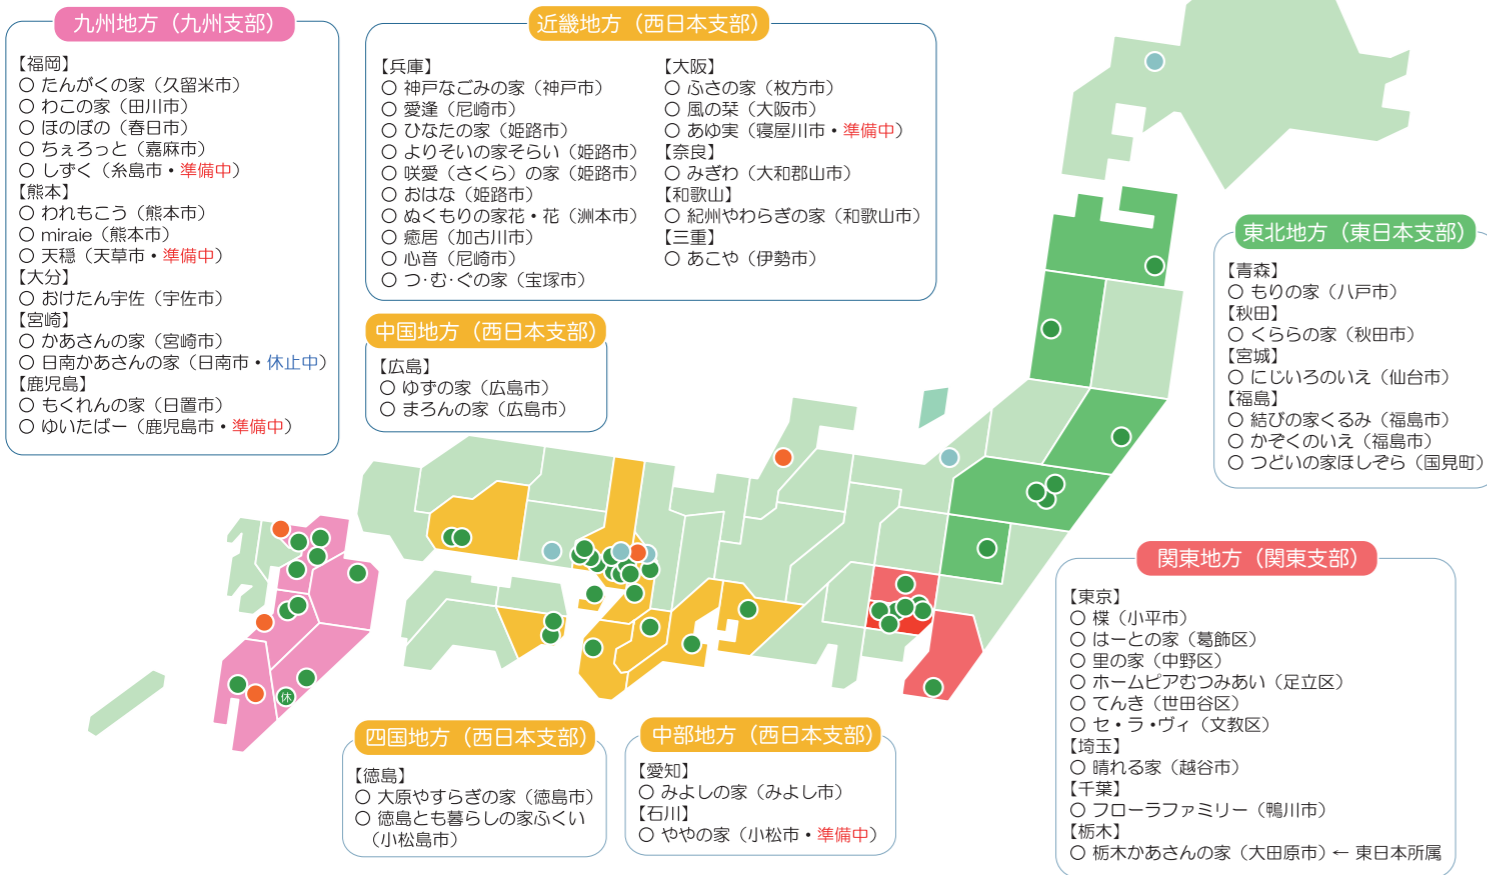 九州地方（九州支部）
【福岡】
○ たんがくの家（久留米市）
○ わこの家（田川市）
○ ほのぼの（春日市）
○ ちぇろっと（嘉麻市）
○ しずく（糸島市・準備中）
【熊本】
○ われもこう（熊本市）
○ miraie（熊本市）
○ 天穏（天草市・準備中）
【大分】
○ おけたん宇佐（宇佐市）
【宮崎】
○ かあさんの家（宮崎市）
○ 日南かあさんの家（日南市・休止中）
【鹿児島】
○ もくれんの家（日置市）
○ ゆいたばー（鹿児島市・準備中）
近畿地方（西日本支部）
【兵庫】
○ 神戸なごみの家（神戸市）
○ 愛逢（尼崎市）
○ ひなたの家（姫路市）
○ よりそいの家そらい（姫路市）
○ 咲愛（さくら）の家（姫路市）
○ おはな（姫路市）
○ ぬくもりの家花・花（洲本市）
○ 癒居（加古川市）
○ 心音（尼崎市）
○ つ・む・ぐの家（宝塚市）
【大阪】
○ ふさの家（枚方市）
○ 風の栞（大阪市）
○ あゆ実（寝屋川市・準備中）
【奈良】
○ みぎわ（大和郡山市）
【和歌山】
○ 紀州やわらぎの家（和歌山市）
【三重】
○ あこや（伊勢市）
中国地方（西日本支部）
【広島】
○ ゆずの家（広島市）
○ まろんの家（広島市）
東北地方（東日本支部）
【青森】
○ もりの家（八戸市）
【秋田】
○ くららの家（秋田市）
【宮城】
○ にじいろのいえ（仙台市）
【福島】
○ 結びの家くるみ（福島市）
○ かぞくのいえ（福島市）
○ つどいの家ほしぞら（国見町）
関東地方（関東支部）
【東京】
○ 楪（小平市）
○ はーとの家（葛飾区）
○ 里の家（中野区）
○ ホームピアむつみあい（足立区）
○ てんき（世田谷区）
○ セ・ラ・ヴィ（文教区）
【埼玉】
○ 晴れる家（越谷市）
【千葉】
○ フローラファミリー（鴨川市）
【栃木】
○ 栃木かあさんの家（大田原市）← 東日本所属
休
四国地方（西日本支部）
【徳島】
○ 大原やすらぎの家（徳島市）
○ 徳島とも暮らしの家ふくい
（小松島市）
中部地方（西日本支部）
【愛知】
○ みよしの家（みよし市）
【石川】
○ ややの家（小松市・準備中）